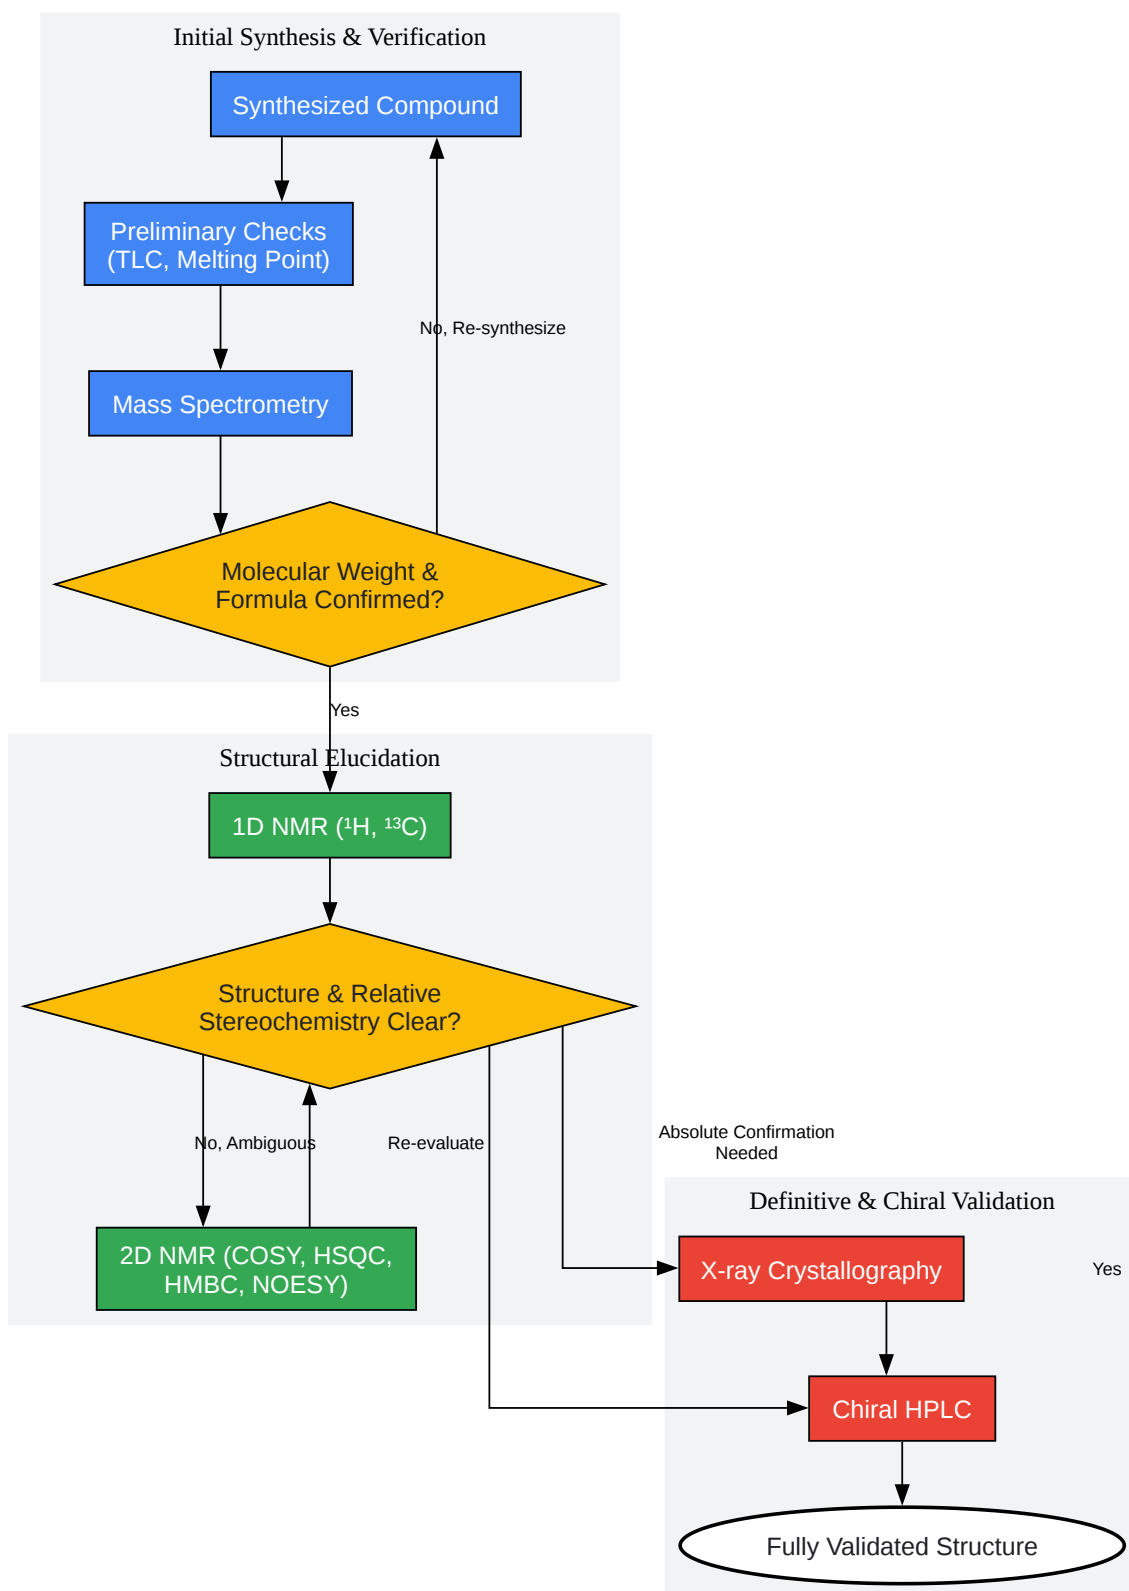 Initial Synthesis & Verification
Synthesized Compound
Preliminary Checks
(TLC, Melting Point)
No, Re-synthesize
Mass Spectrometry
Molecular Weight &
Formula Confirmed?
Yes
Structural Elucidation
1D NMR (¹H, ¹³C)
Structure & Relative
Stereochemistry Clear?
No, Ambiguous
Re-evaluate
Absolute Confirmation
Needed
Definitive & Chiral Validation
2D NMR (COSY, HSQC,
HMBC, NOESY)
X-ray Crystallography
Yes
Chiral HPLC
Fully Validated Structure